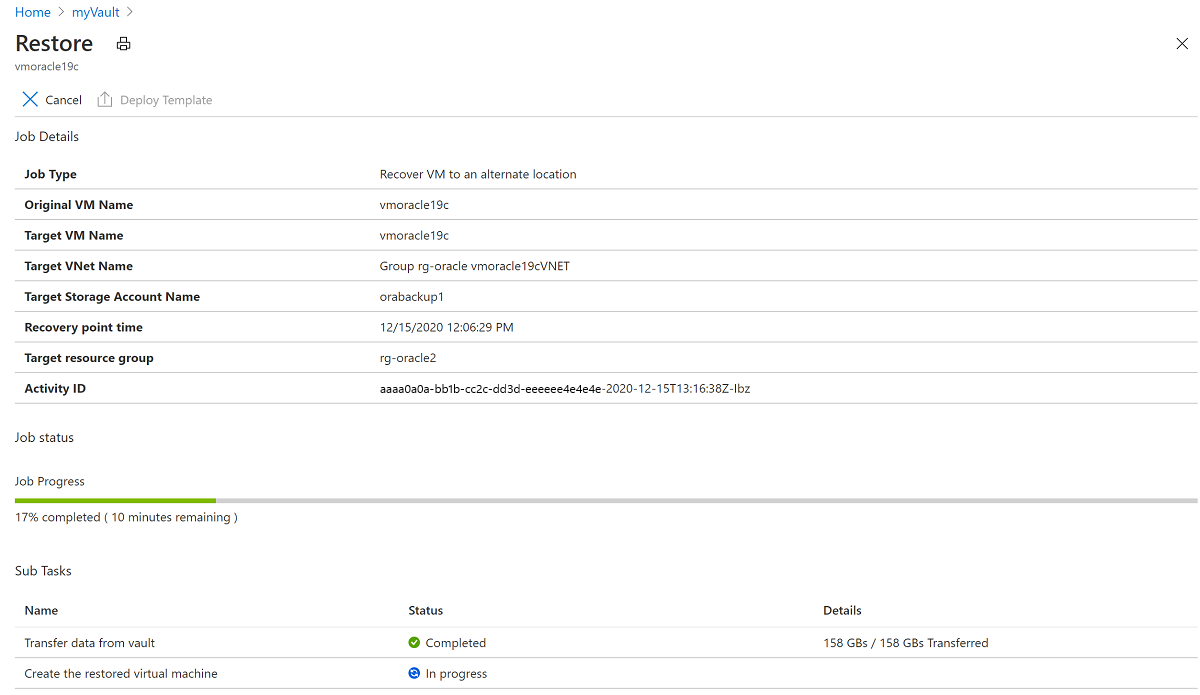 Home > myVault >
Restore
vmoracle19c
Cancel Deploy Template
Job Details
Job Type Recover VM to an alternate location
Original VM Name vmoracle19c
Target VM Name vmoracle19c
Target VNet Name Group rg-oracle vmoracle19cVNET
Target Storage Account Name orabackup1
Recovery point time 12/15/2020 12:06:29 PM
Target resource group rg-oracle2
Activity ID aaaa0a0a-bb1b-cc2c-dd3d-eeeeee4e4e4e-2020-12-15T13:16:38Z-Ibz
Job status
Job Progress
17% completed ( 10 minutes remaining )
Sub Tasks
Name Status Details
Transfer data from vault Completed 158 GBs / 158 GBs Transferred
Create the restored virtual machine In progress